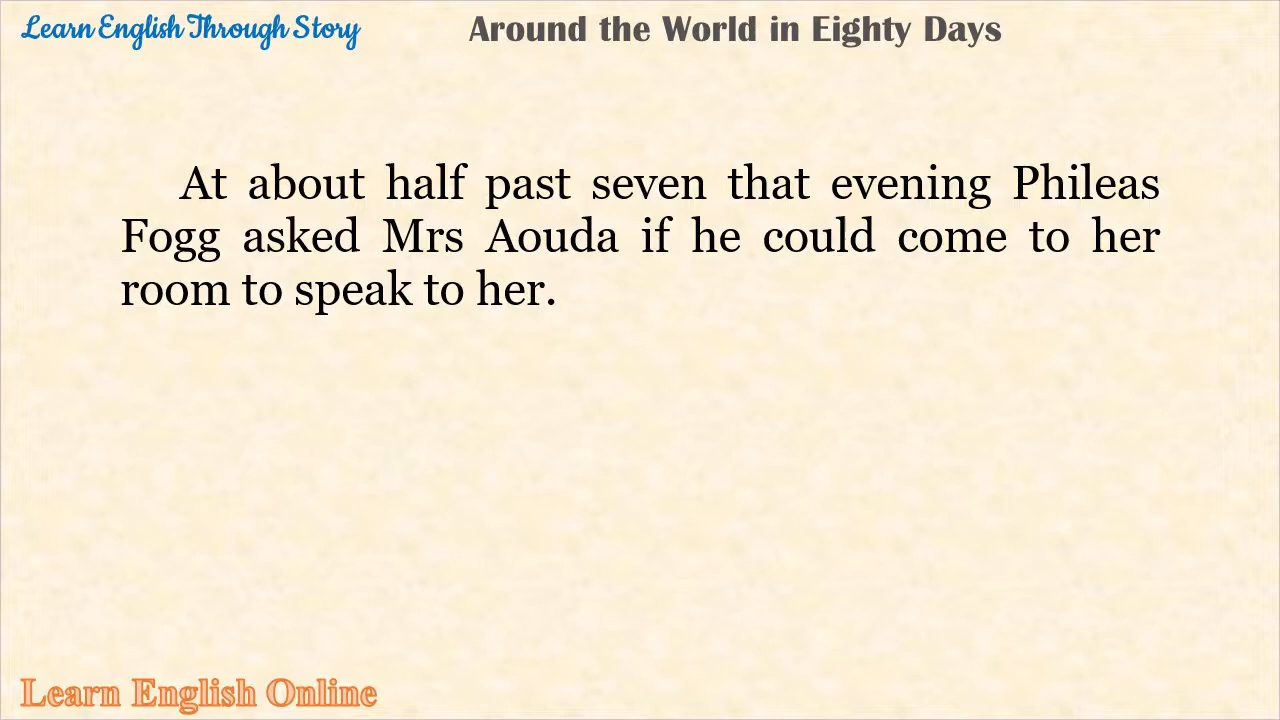 Learn English Through Story
Around the World in Eighty Days
At about half past seven that evening Phileas
Fogg asked Mrs Aouda if he could come to her
room to speak to her.
Learn English Online